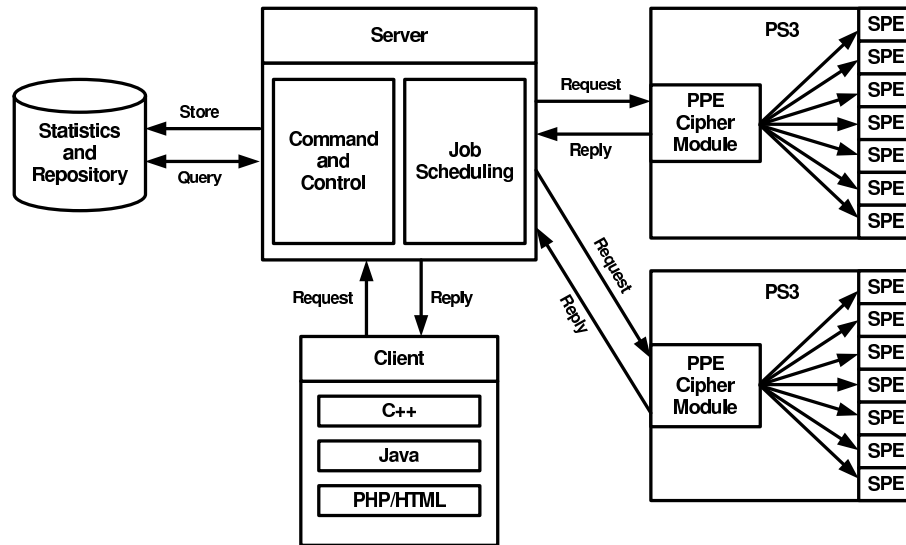 Server
Command
and
Control
Job
Scheduling
Statistics
and
Repository
Store
Query
Request
Reply
Request
Reply
Request
Reply
Client
C++
Java
PHP/HTML
PS3
PPE
Cipher
Module
SPE
SPE
SPE
SPE
SPE
SPE
SPE
PS3
PPE
Cipher
Module
SPE
SPE
SPE
SPE
SPE
SPE
SPE